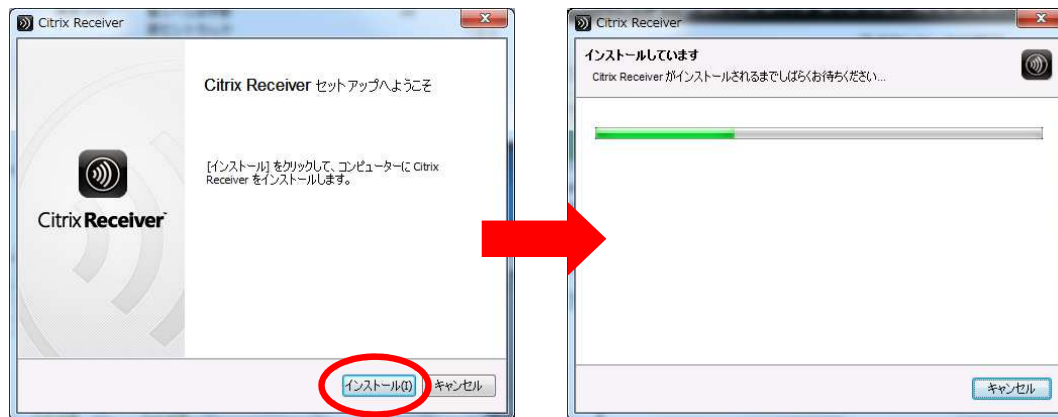 Citrix Receiver
Citrix Receiver セットアップへようこそ
[インストール] をクリックして、コンピューターに Citrix
Receiver をインストールします。
Citrix Receiver™
インストール(I)
キャンセル
Citrix Receiver
インストールしています
Citrix Receiver がインストールされるまでしばらくお待ちください...
キャンセル